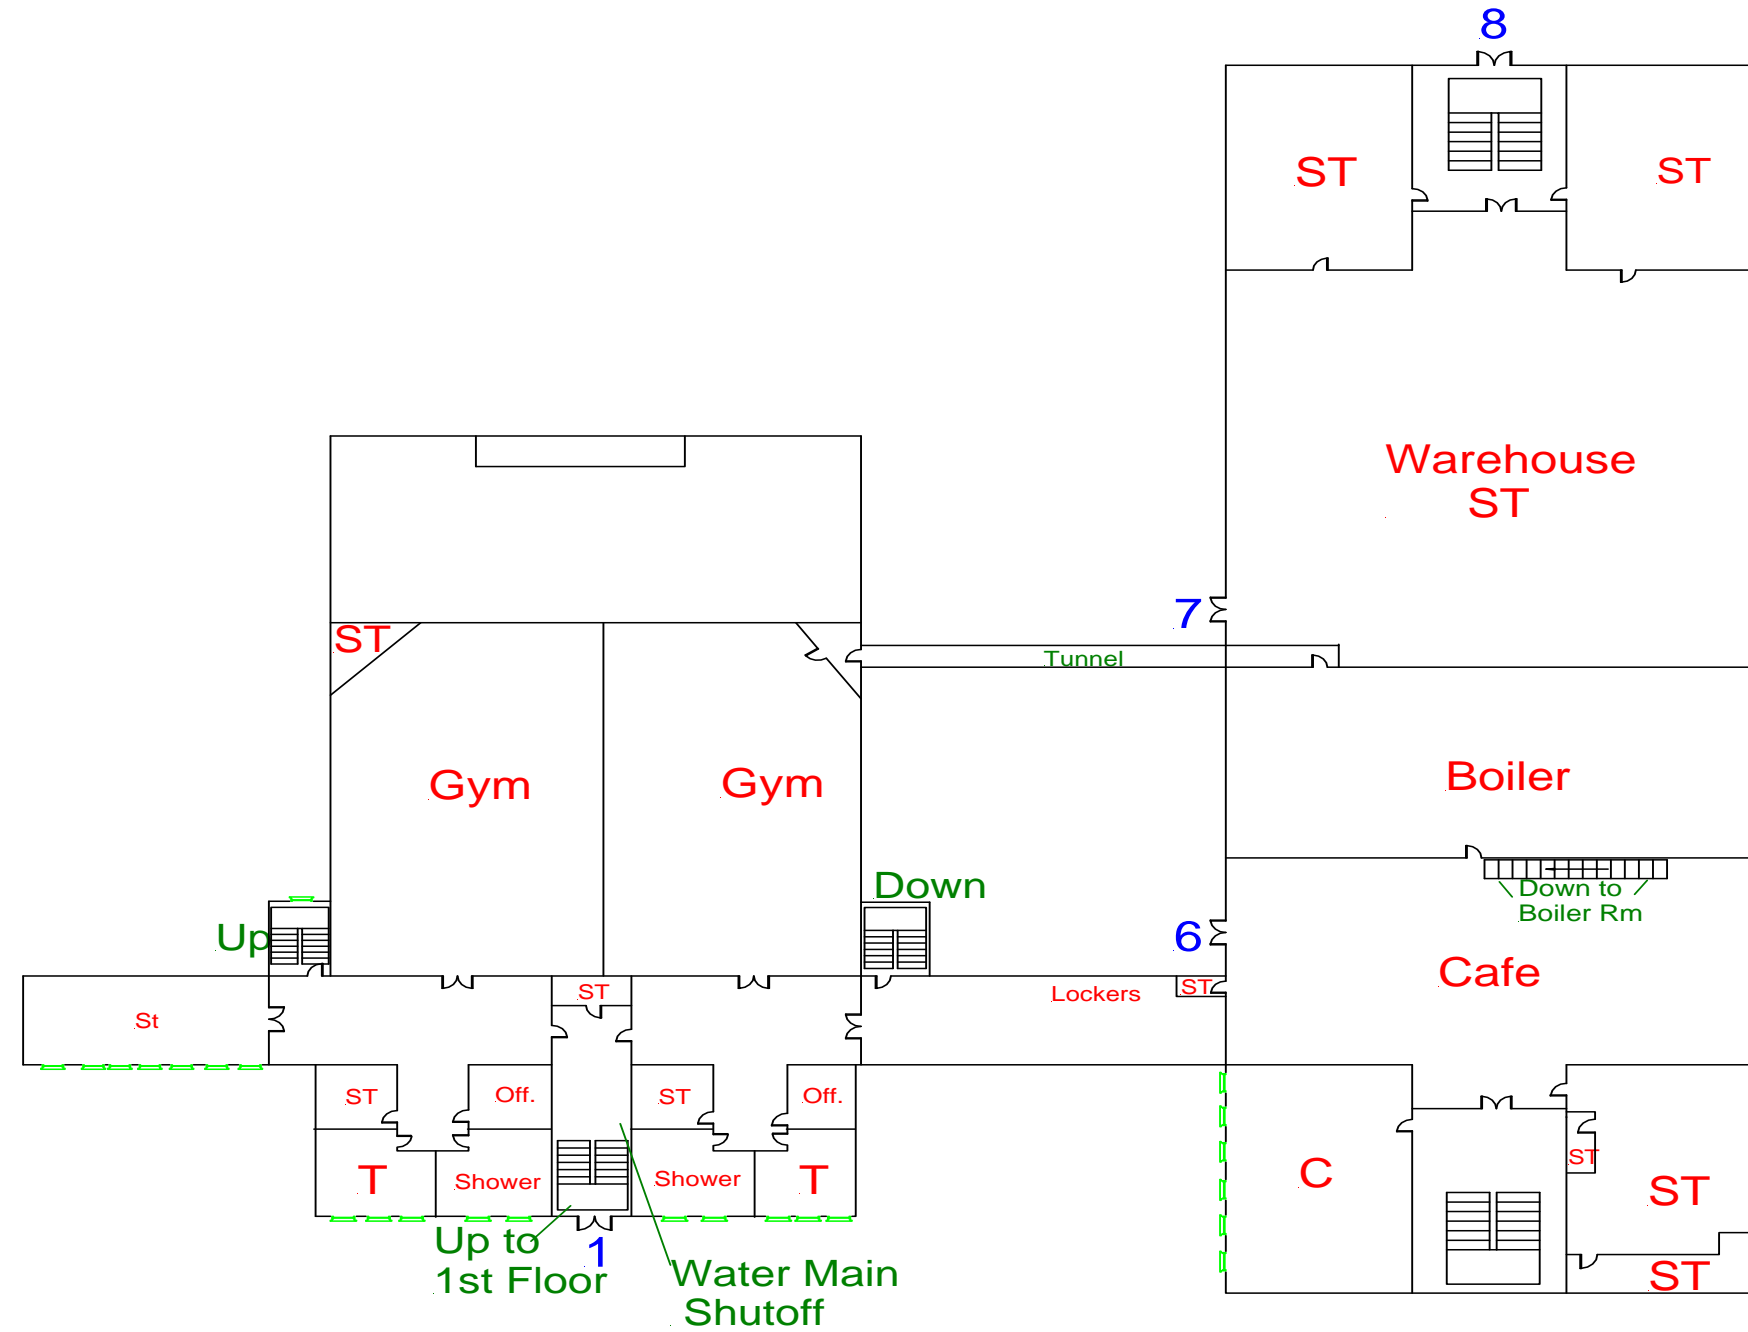 8
ST
ST
Warehouse
ST
7
ST
Tunnel
Gym
Gym
Boiler
Down
Down to
Boiler Rm
Up
6
Cafe
ST
Lockers
ST
St
ST
Off.
ST
Off.
T
Shower
Shower
T
C
ST
ST
Up to
1st Floor
1
Water Main
Shutoff
ST